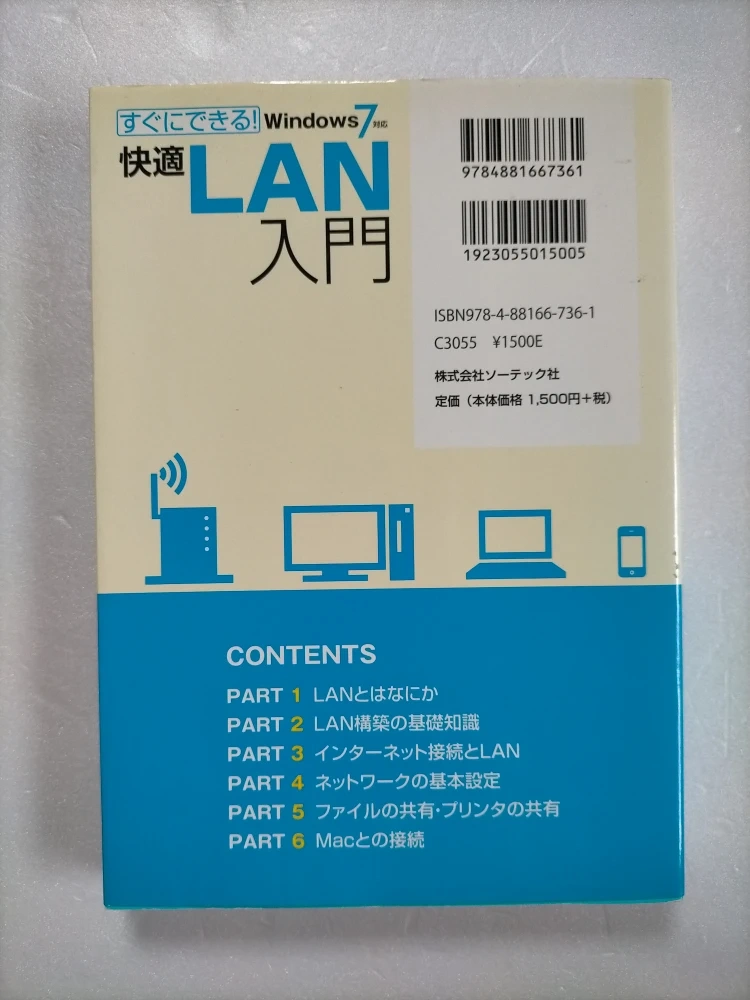 すぐにできる! Windows7対応
快適LAN
入門
9784881667361
1923055015005
ISBN978-4-88166-736-1
C3055 ¥1500E
株式会社ソーテック社
定価（本体価格 1,500円＋税）
CONTENTS
PART 1 LANとはなにか
PART 2 LAN構築の基礎知識
PART 3 インターネット接続とLAN
PART 4 ネットワークの基本設定
PART 5 ファイルの共有・プリンタの共有
PART 6 Macとの接続